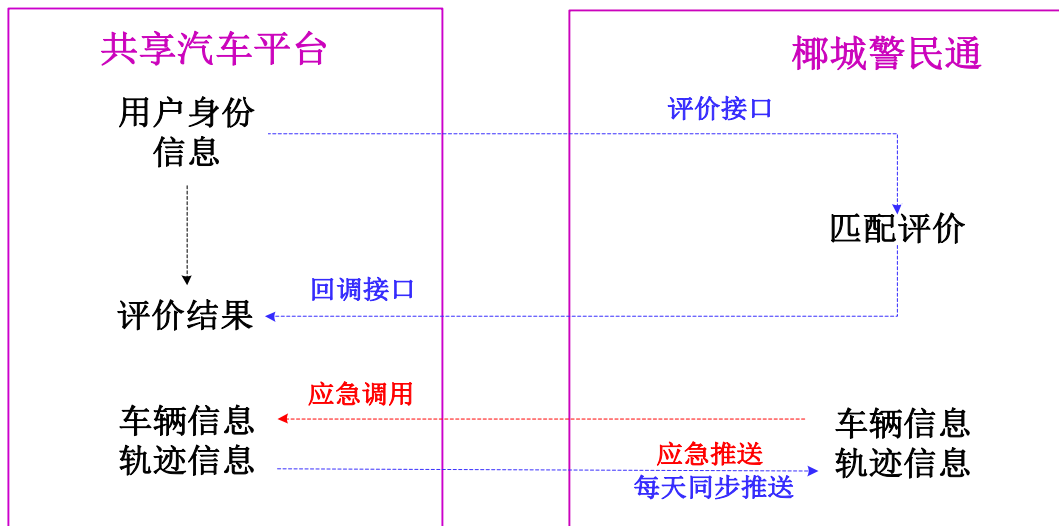 共享汽车平台
椰城警民通
用户身份
信息
评价接口
匹配评价
回调接口
评价结果
应急调用
车辆信息
轨迹信息
应急推送
每天同步推送
车辆信息
轨迹信息